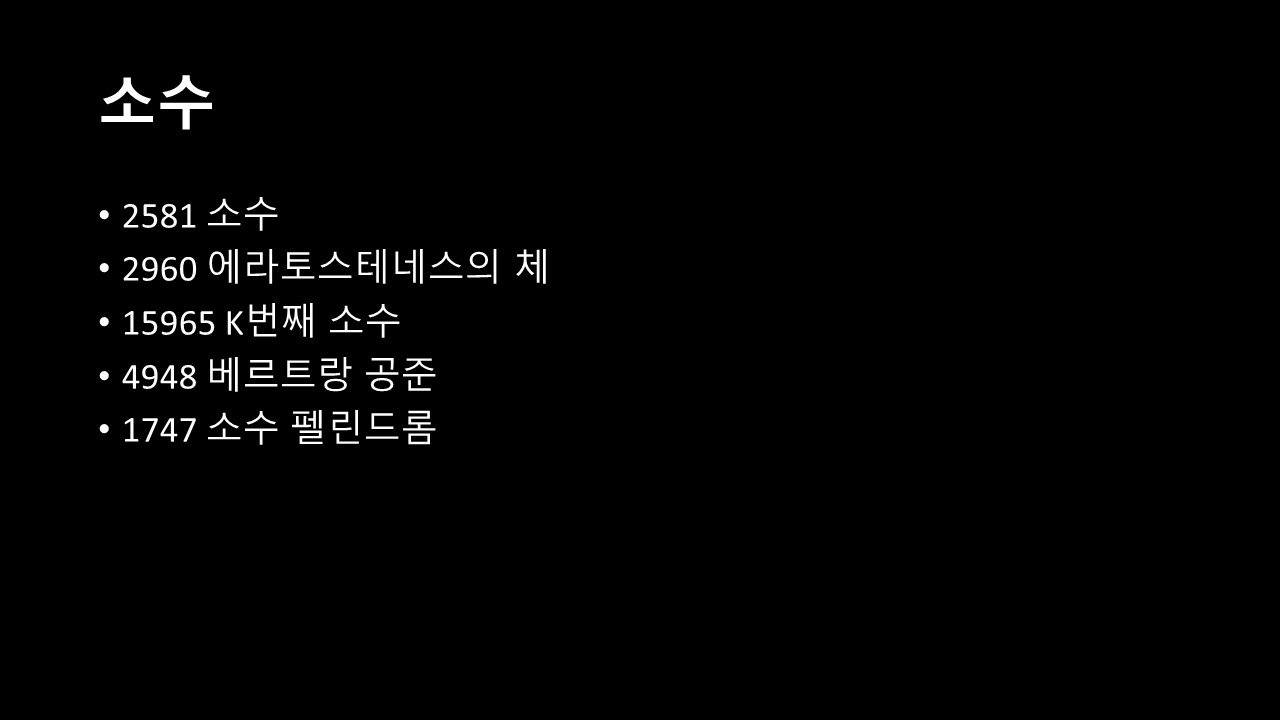 소수
• 2581 소수
• 2960 에라토스테네스의 체
• 15965 K번째 소수
• 4948 베르트랑 공준
• 1747 소수 펠린드롬